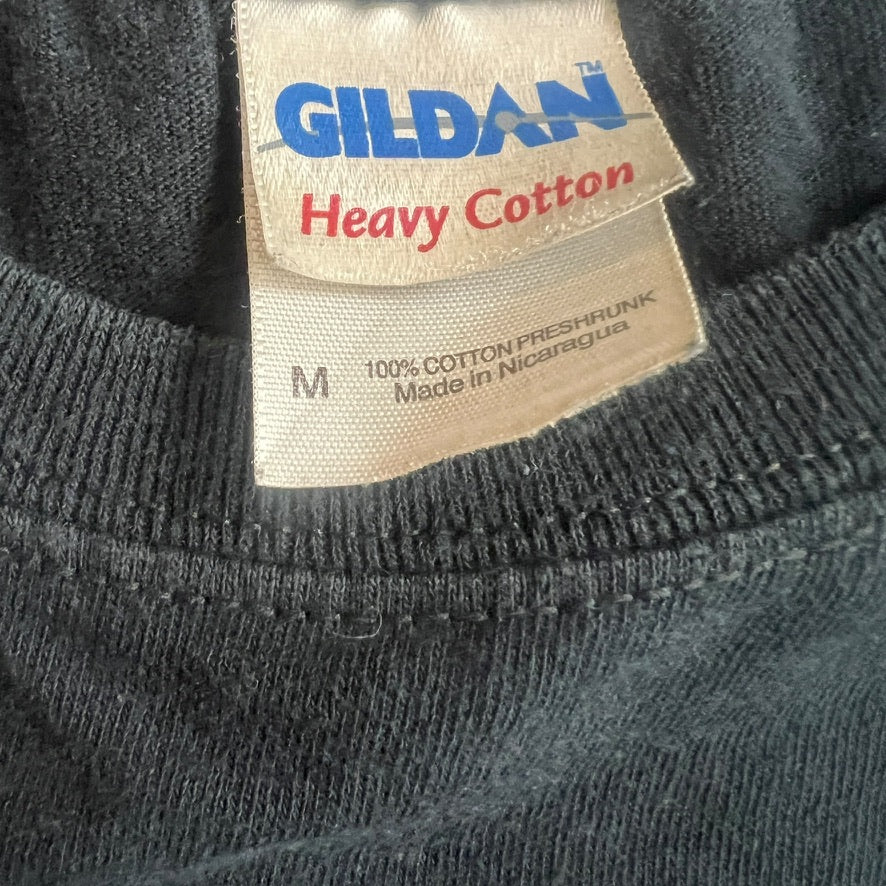 GILDAN™
Heavy Cotton
M
100% COTTON PRESHRUNK
Made in Nicaragua